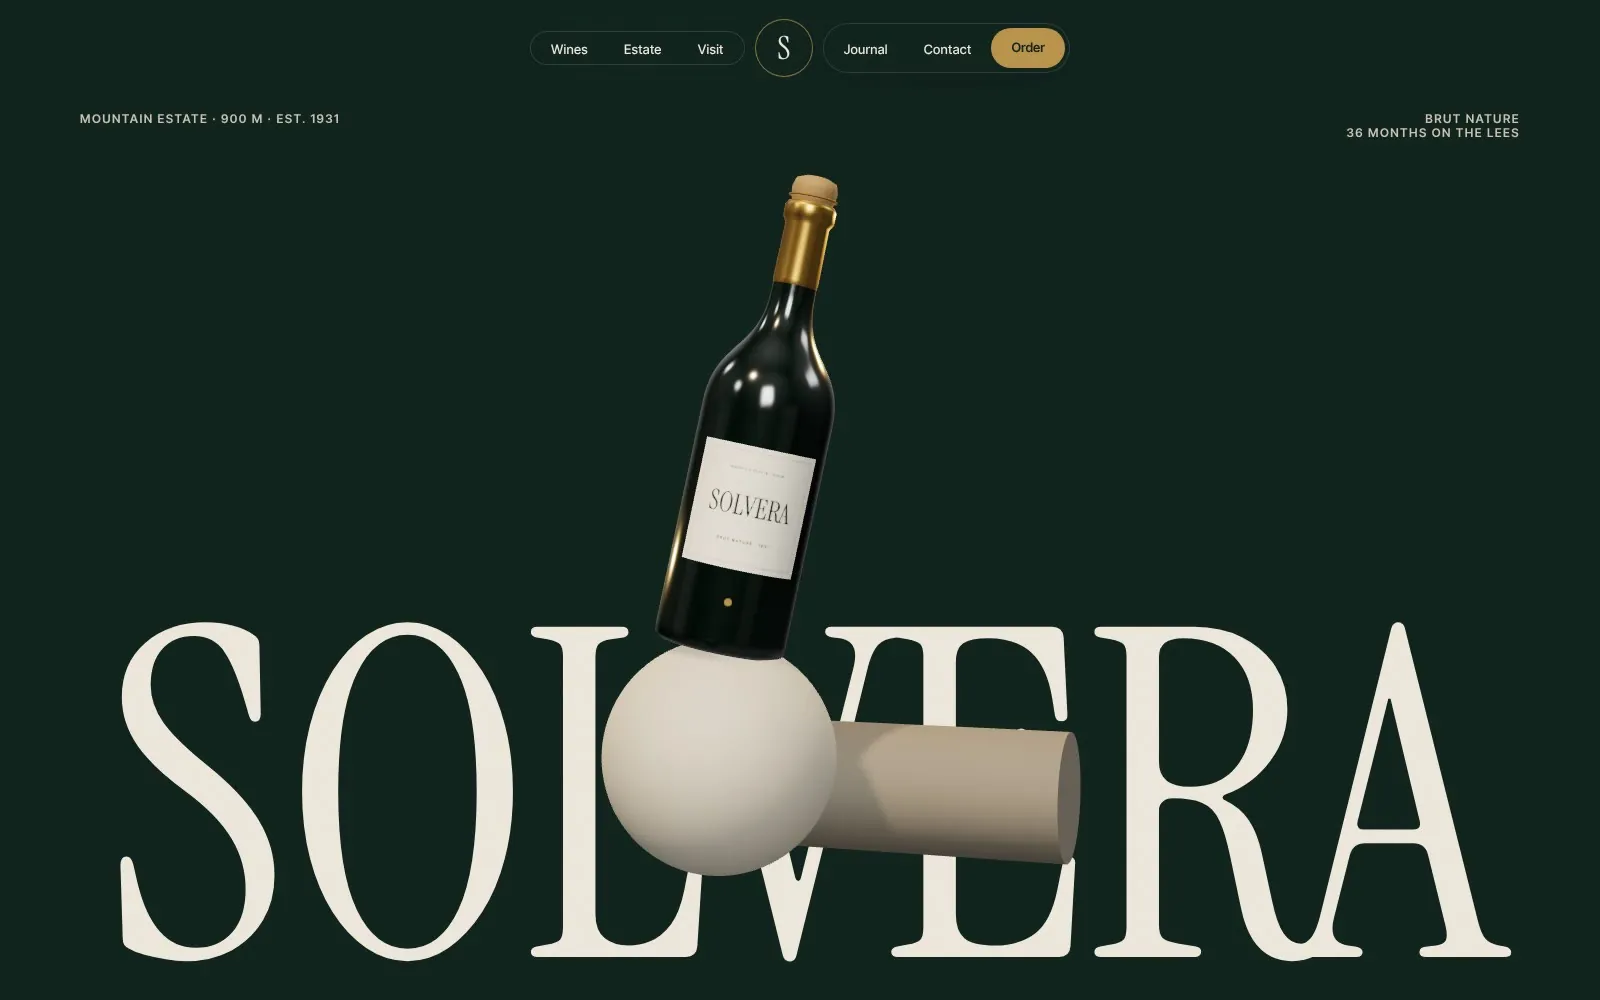 Wines Estate Visit S Journal Contact Order
MOUNTAIN ESTATE · 900 M · EST. 1931
BRUT NATURE
36 MONTHS ON THE LEES
SOLVERA
SOLVERA